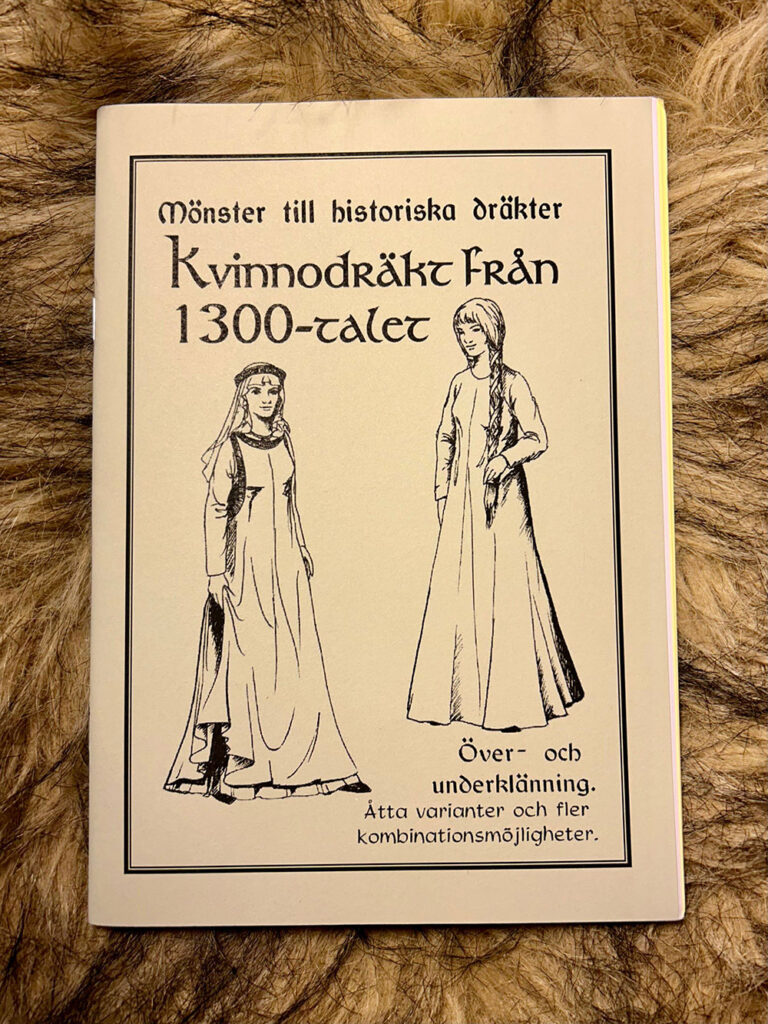 Mönster till historiska dräkter
Kvinnodräkt från
1300-talet
Över- och
underklänning.
Åtta varianter och fler
kombinationsmöjligheter.